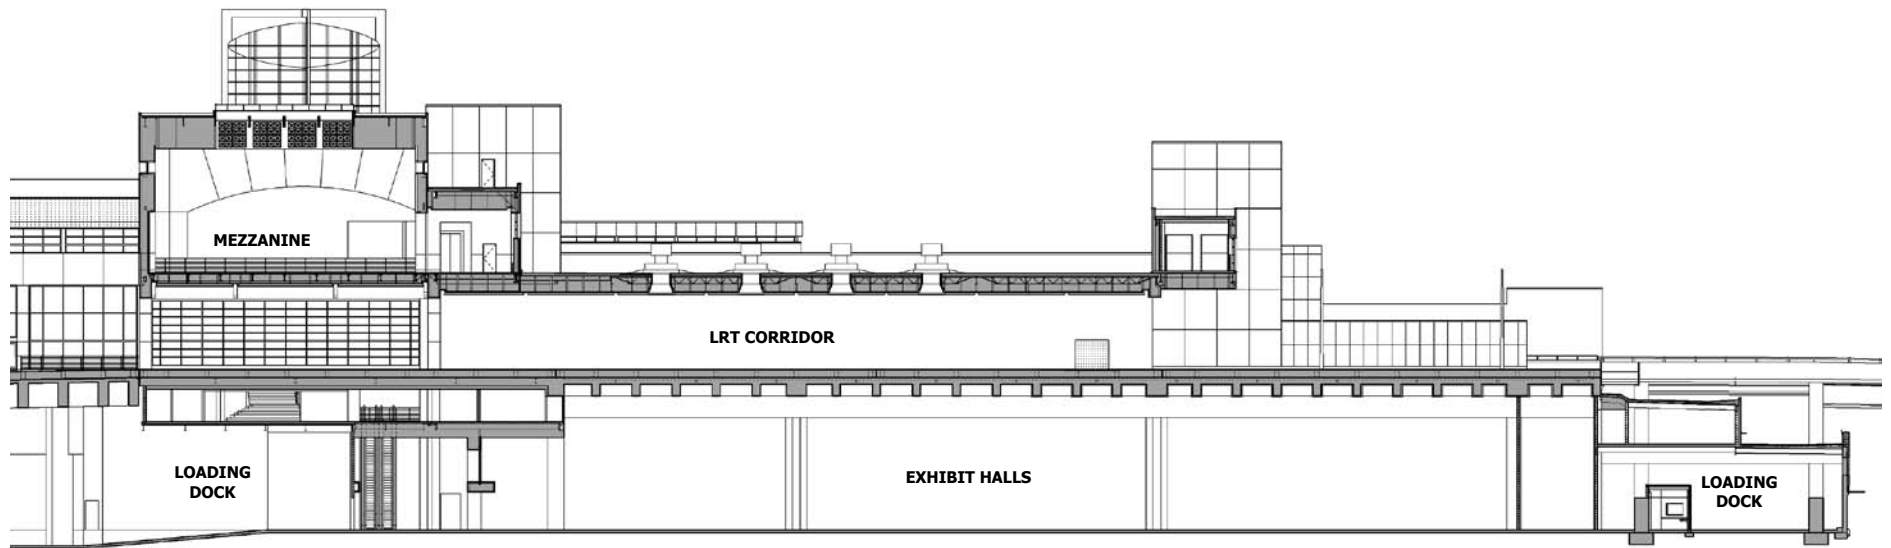 MEZZANINE
LRT CORRIDOR
LOADING
DOCK
EXHIBIT HALLS
LOADING
DOCK